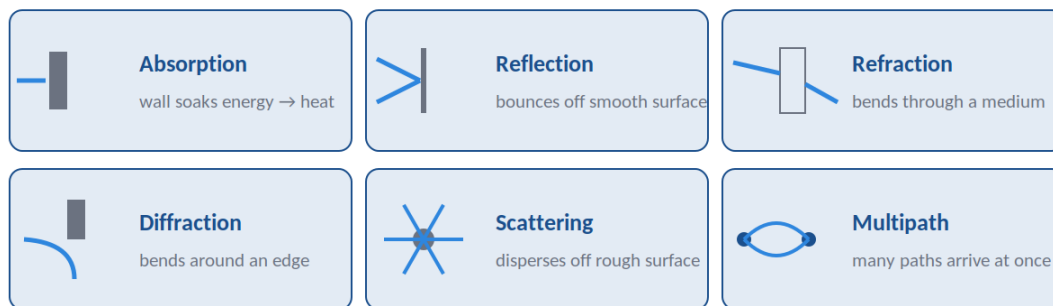 Absorption
wall soaks energy → heat
Reflection
bounces off smooth surface
Refraction
bends through a medium
Diffraction
bends around an edge
Scattering
disperses off rough surface
Multipath
many paths arrive at once